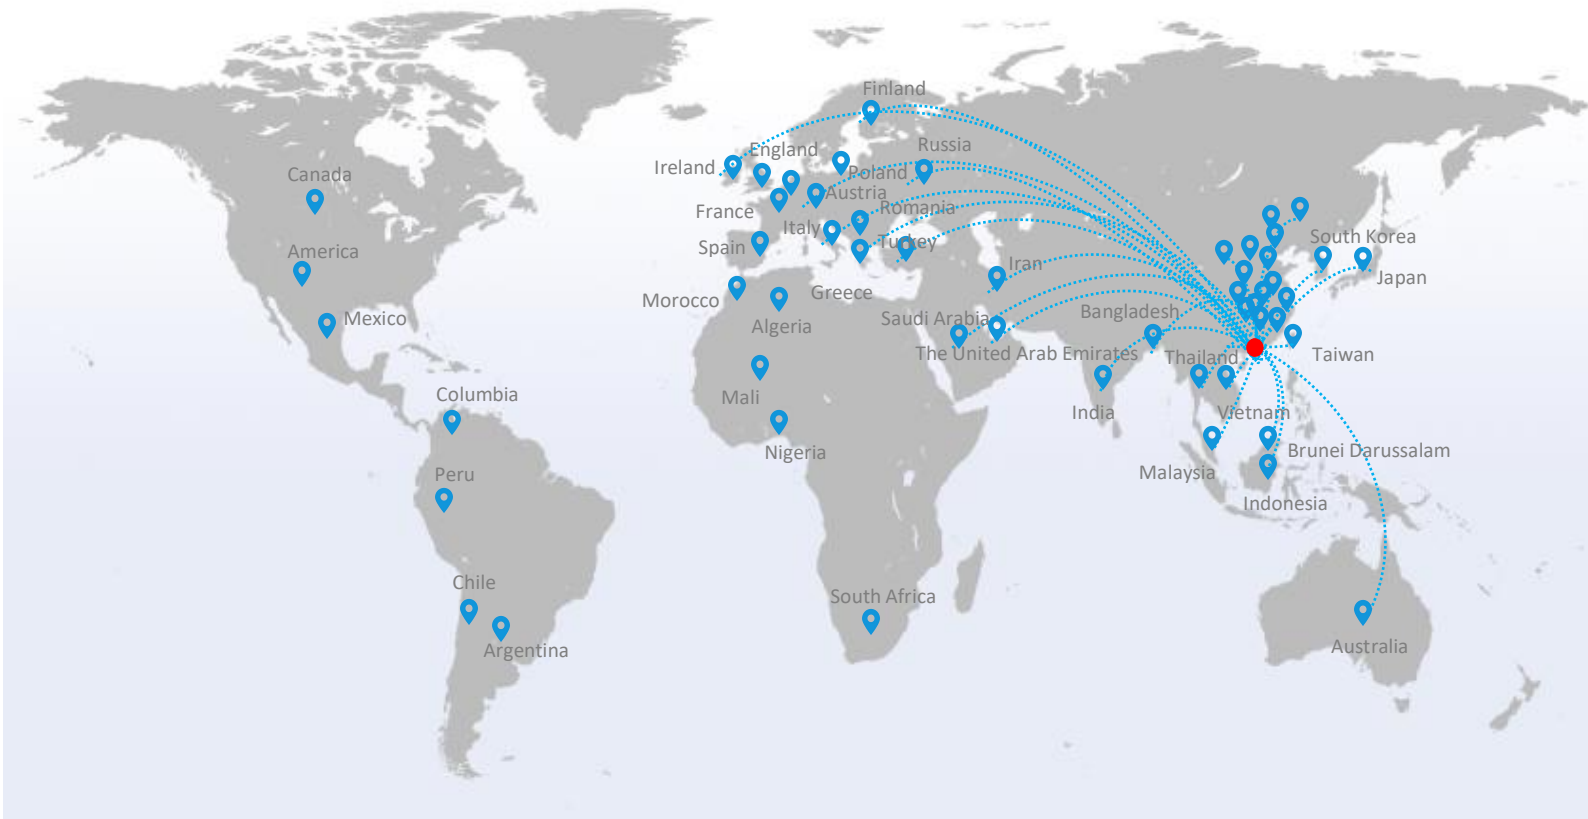 Finland
England
Russia
Ireland
Poland
Canada
Austria
France
Romania
Italy
South Korea
Spain
Turkey
America
Iran
Japan
Morocco
Greece
Mexico
Algeria
Saudi Arabia
Bangladesh
The United Arab Emirates
Thailand
Taiwan
Columbia
Mali
India
Vietnam
Nigeria
Brunei Darussalam
Peru
Malaysia
Indonesia
Chile
South Africa
Argentina
Australia